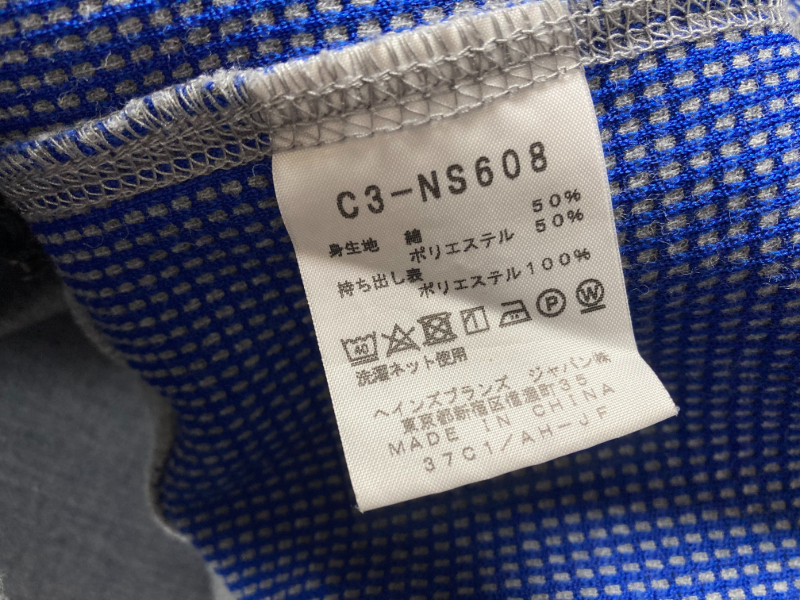 C3-NS608
身生地 綿 50%
ポリエステル 50%
持ち出し表 ポリエステル100%
40 P W
洗濯ネット使用
ヘインズブランズ ジャパン㈱
東京都新宿区信濃町35
MADE IN CHINA
37C1/AH-JF